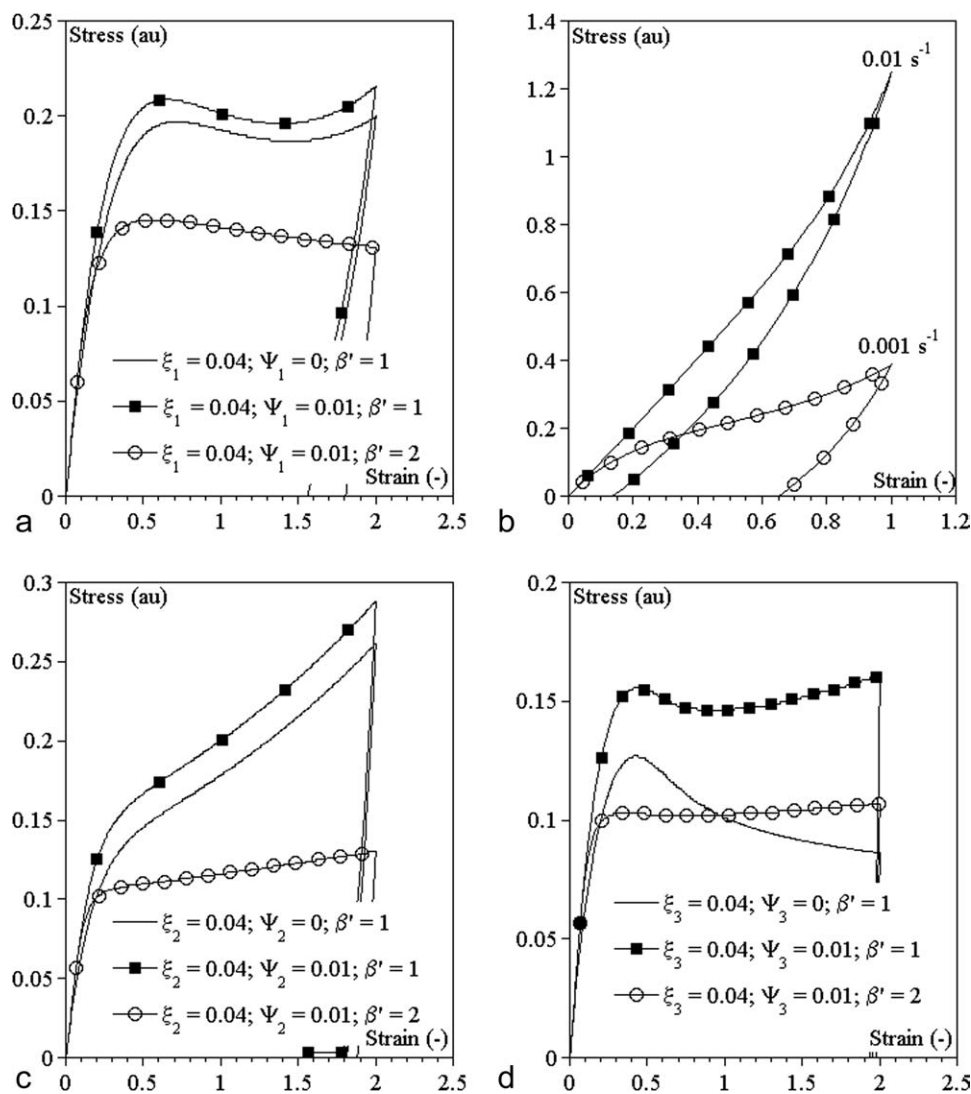 0.25
Stress (au)
0.2
0.15
0.1
0.05
0
ξ₁ = 0.04; Ψ₁ = 0; β' = 1
ξ₁ = 0.04; Ψ₁ = 0.01; β' = 1
ξ₁ = 0.04; Ψ₁ = 0.01; β' = 2
Strain (-)
a
0 0.5 1 1.5 2 2.5
1.4
Stress (au)
0.01 s⁻¹
1.2
1
0.8
0.6
0.4
0.001 s⁻¹
0.2
0
Strain (-)
b
0 0.2 0.4 0.6 0.8 1 1.2
0.3
Stress (au)
0.25
0.2
0.15
0.1
0.05
0
ξ₂ = 0.04; Ψ₂ = 0; β' = 1
ξ₂ = 0.04; Ψ₂ = 0.01; β' = 1
ξ₂ = 0.04; Ψ₂ = 0.01; β' = 2
Strain (-)
c
0 0.5 1 1.5 2 2.5
0.2
Stress (au)
0.15
0.1
0.05
0
ξ₃ = 0.04; Ψ₃ = 0; β' = 1
ξ₃ = 0.04; Ψ₃ = 0.01; β' = 1
ξ₃ = 0.04; Ψ₃ = 0.01; β' = 2
Strain (-)
d
0 0.5 1 1.5 2 2.5